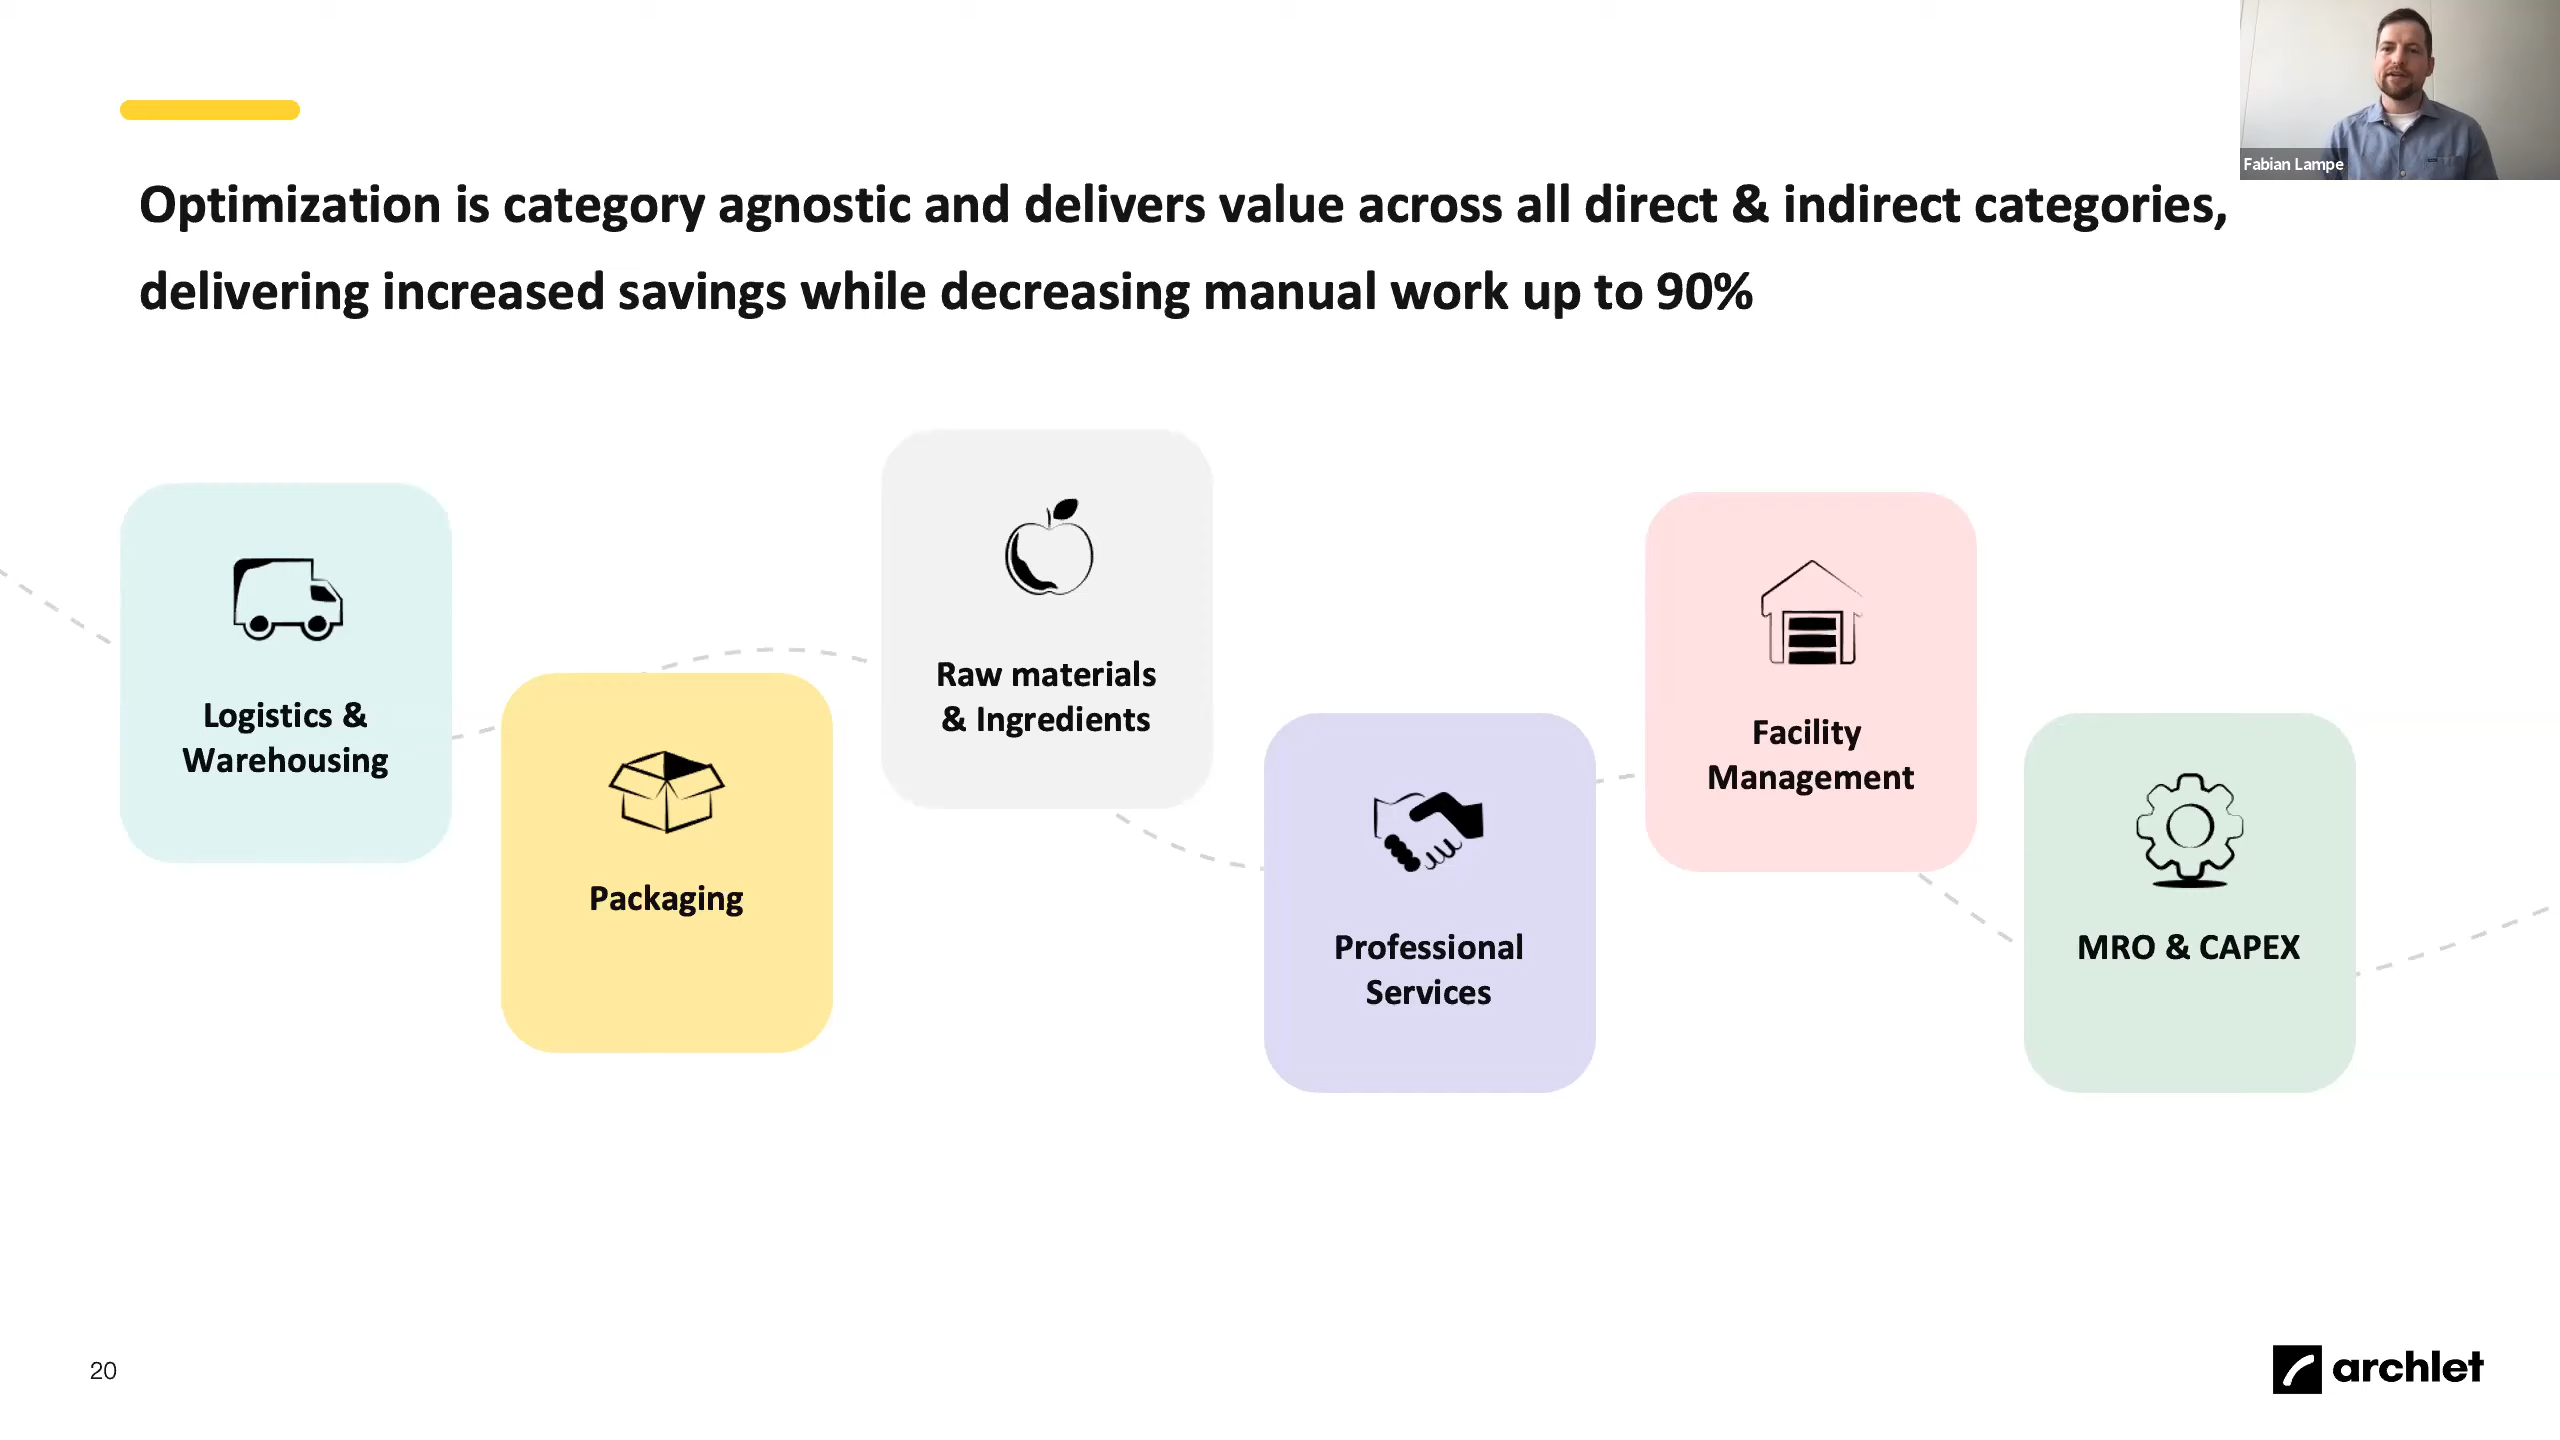 Fabian Lampe
Optimization is category agnostic and delivers value across all direct & indirect categories,
delivering increased savings while decreasing manual work up to 90%
Logistics &
Warehousing
Packaging
Raw materials
& Ingredients
Professional
Services
Facility
Management
MRO & CAPEX
20
archlet